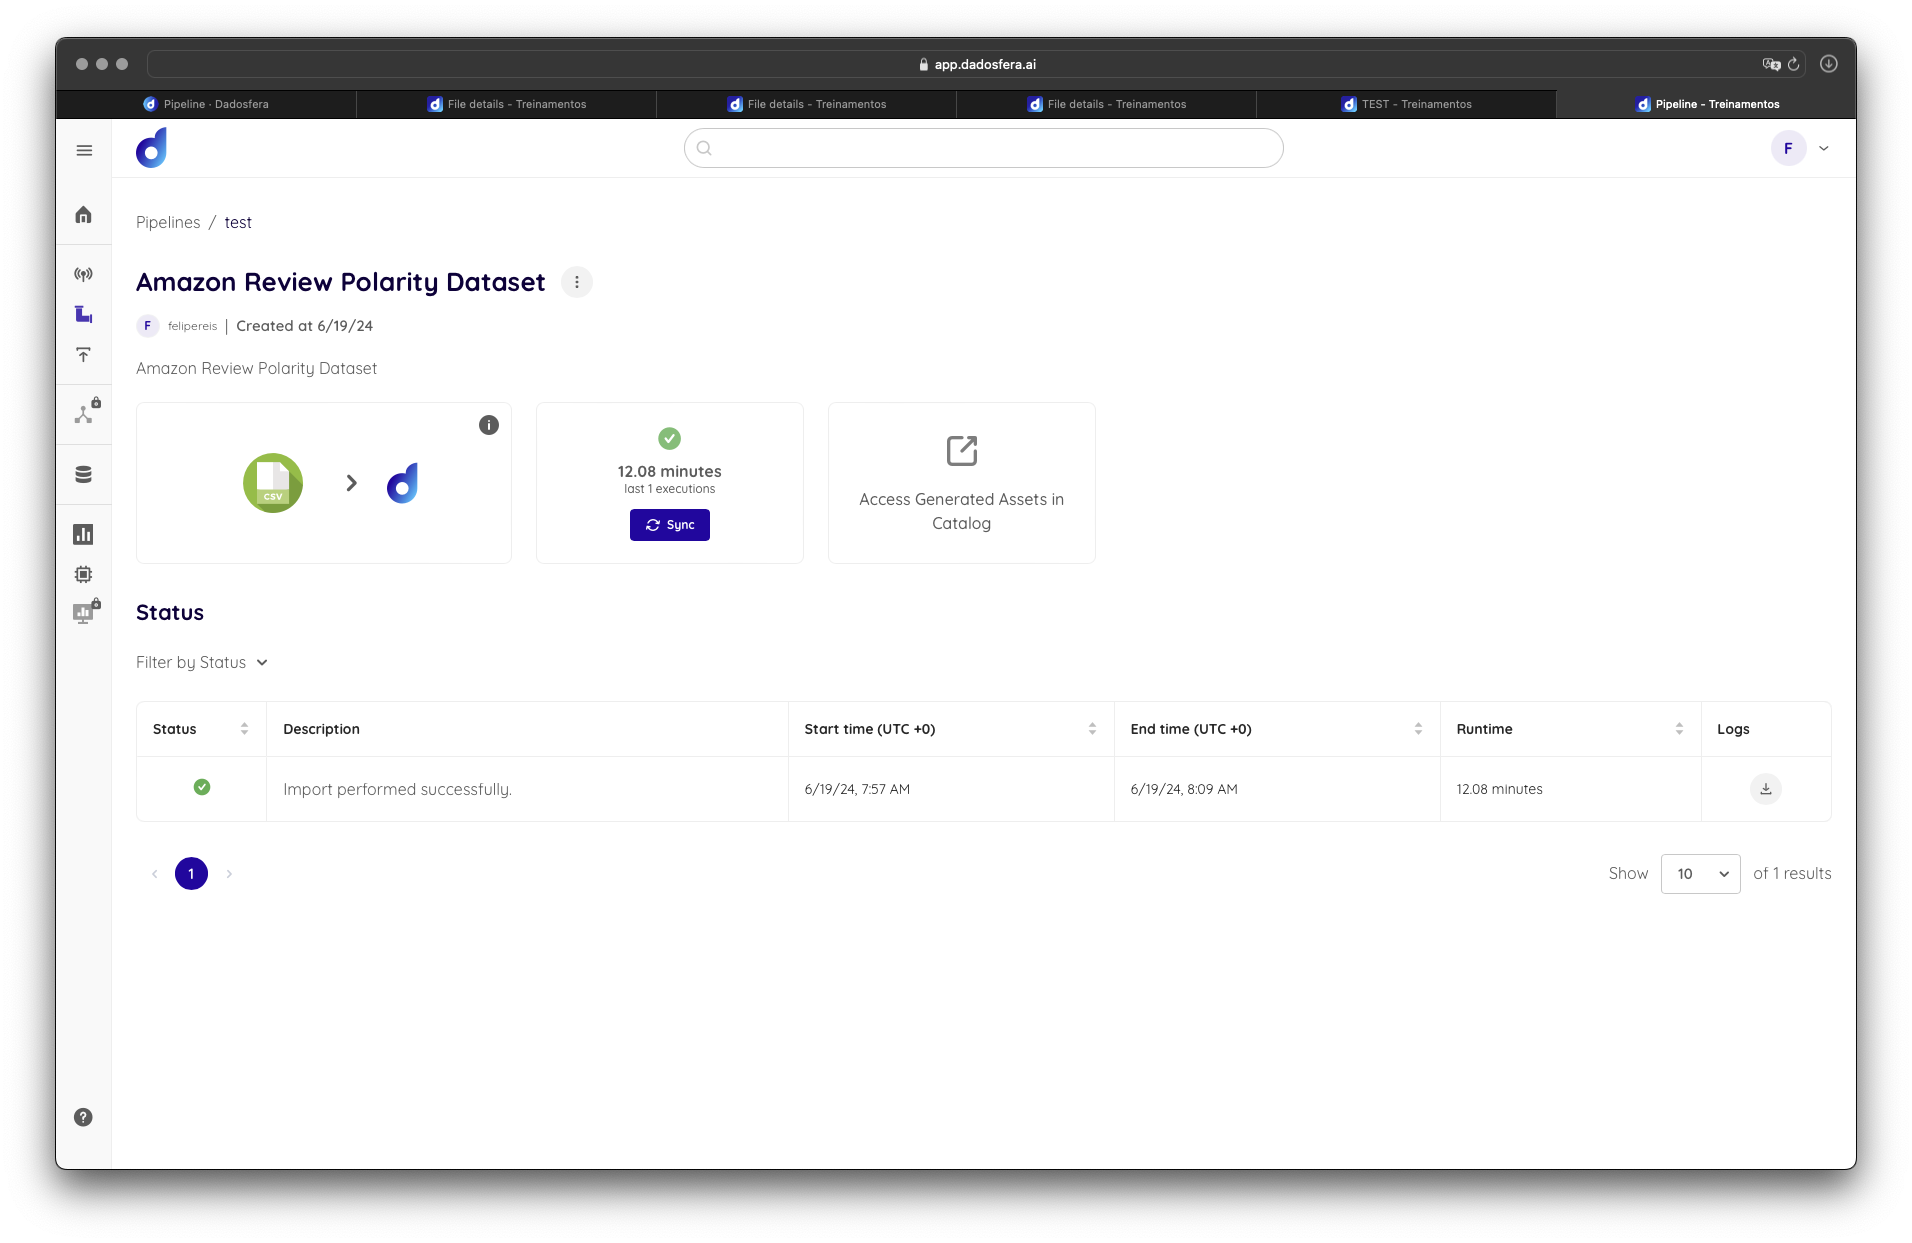 app.dadosfera.ai
Pipeline · Dadosfera
File details – Treinamentos
File details – Treinamentos
File details – Treinamentos
TEST – Treinamentos
Pipeline – Treinamentos
F
Pipelines / test
Amazon Review Polarity Dataset
F felipereis | Created at 6/19/24
Amazon Review Polarity Dataset
CSV
i
12.08 minutes
last 1 executions
Sync
Access Generated Assets in
Catalog
Status
Filter by Status
Status Description Start time (UTC +0) End time (UTC +0) Runtime Logs
Import performed successfully. 6/19/24, 7:57 AM 6/19/24, 8:09 AM 12.08 minutes
1
Show 10 of 1 results
?